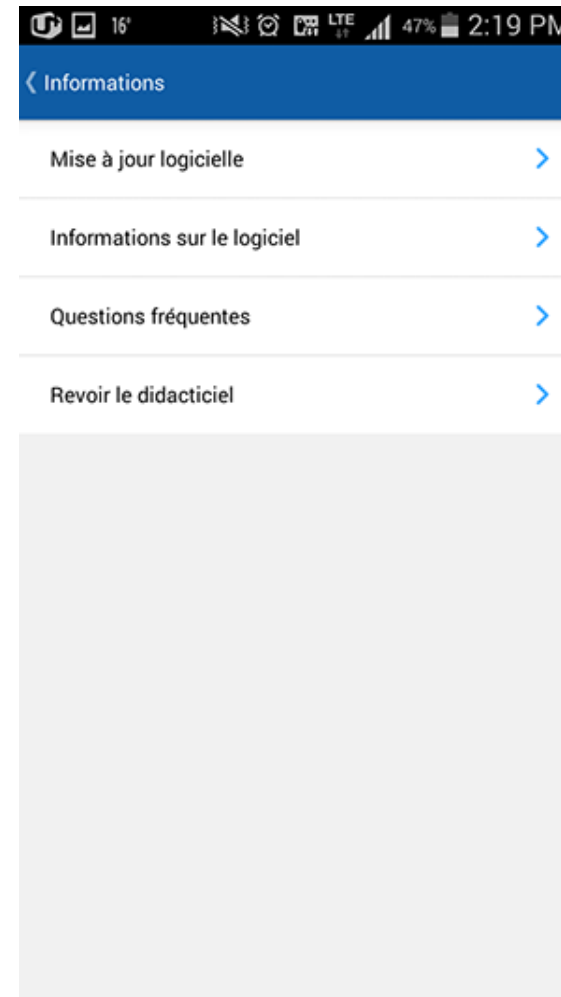 16° LTE 47% 2:19 PM
Informations
Mise à jour logicielle
Informations sur le logiciel
Questions fréquentes
Revoir le didacticiel